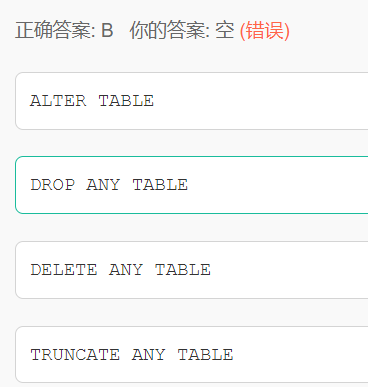 正确答案: B 你的答案: 空 (错误)
ALTER TABLE
DROP ANY TABLE
DELETE ANY TABLE
TRUNCATE ANY TABLE